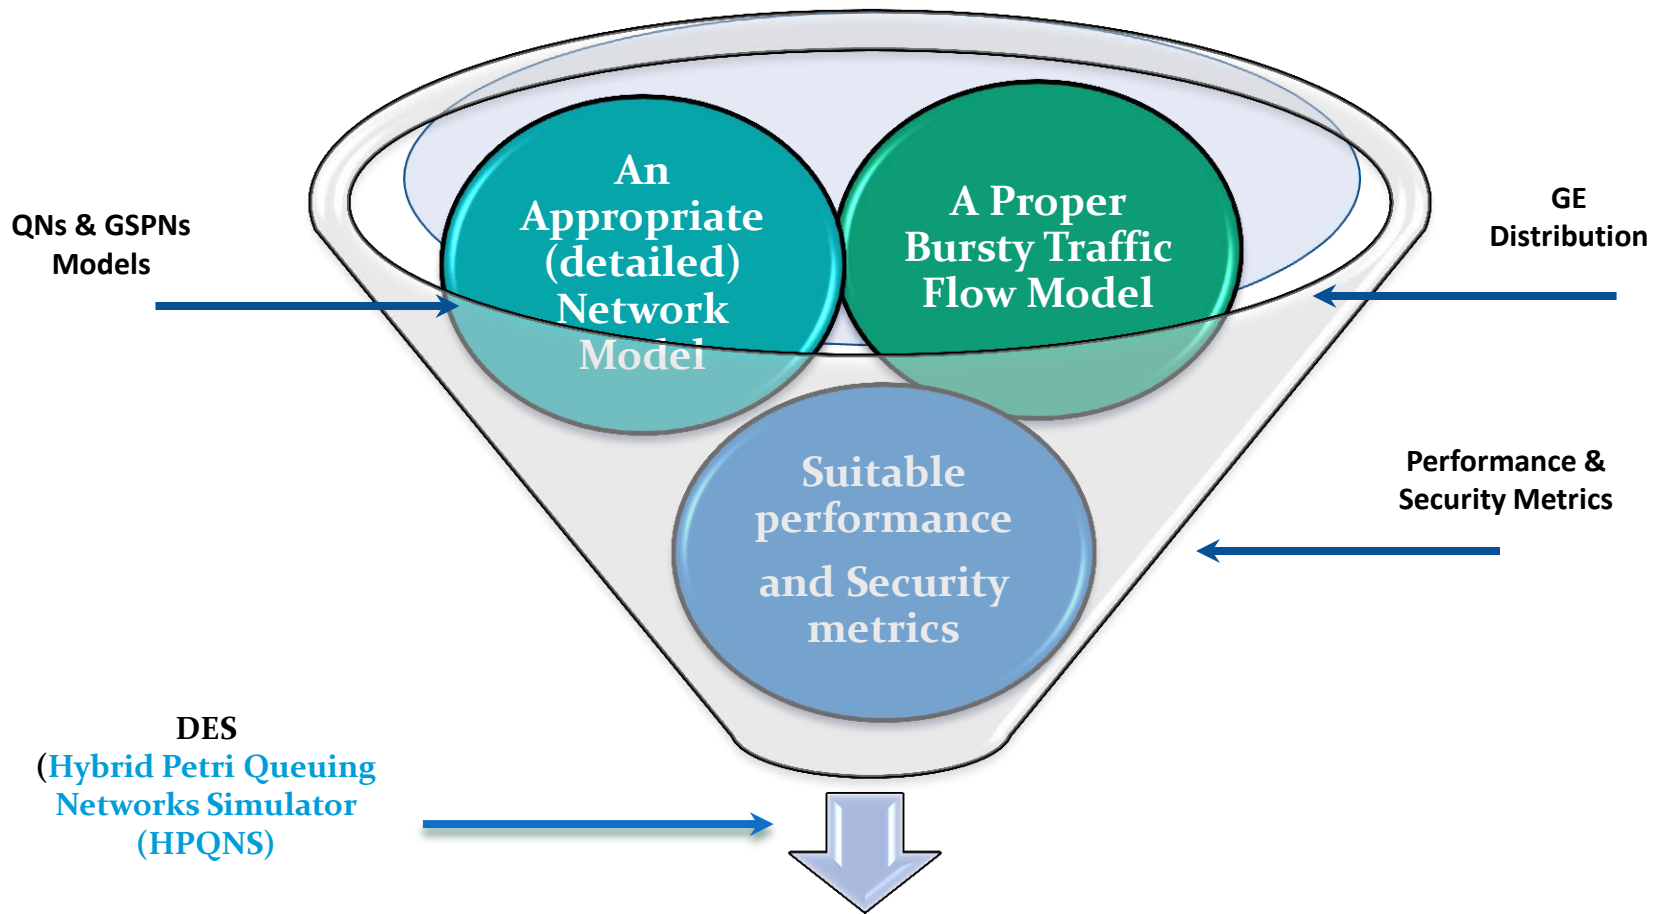 An
Appropriate
(detailed)
Network
Model
A Proper
Bursty Traffic
Flow Model
QNs & GSPNs
Models
GE
Distribution
Suitable
performance
and Security
metrics
Performance &
Security Metrics
DES
(Hybrid Petri Queuing
Networks Simulator
(HPQNS)